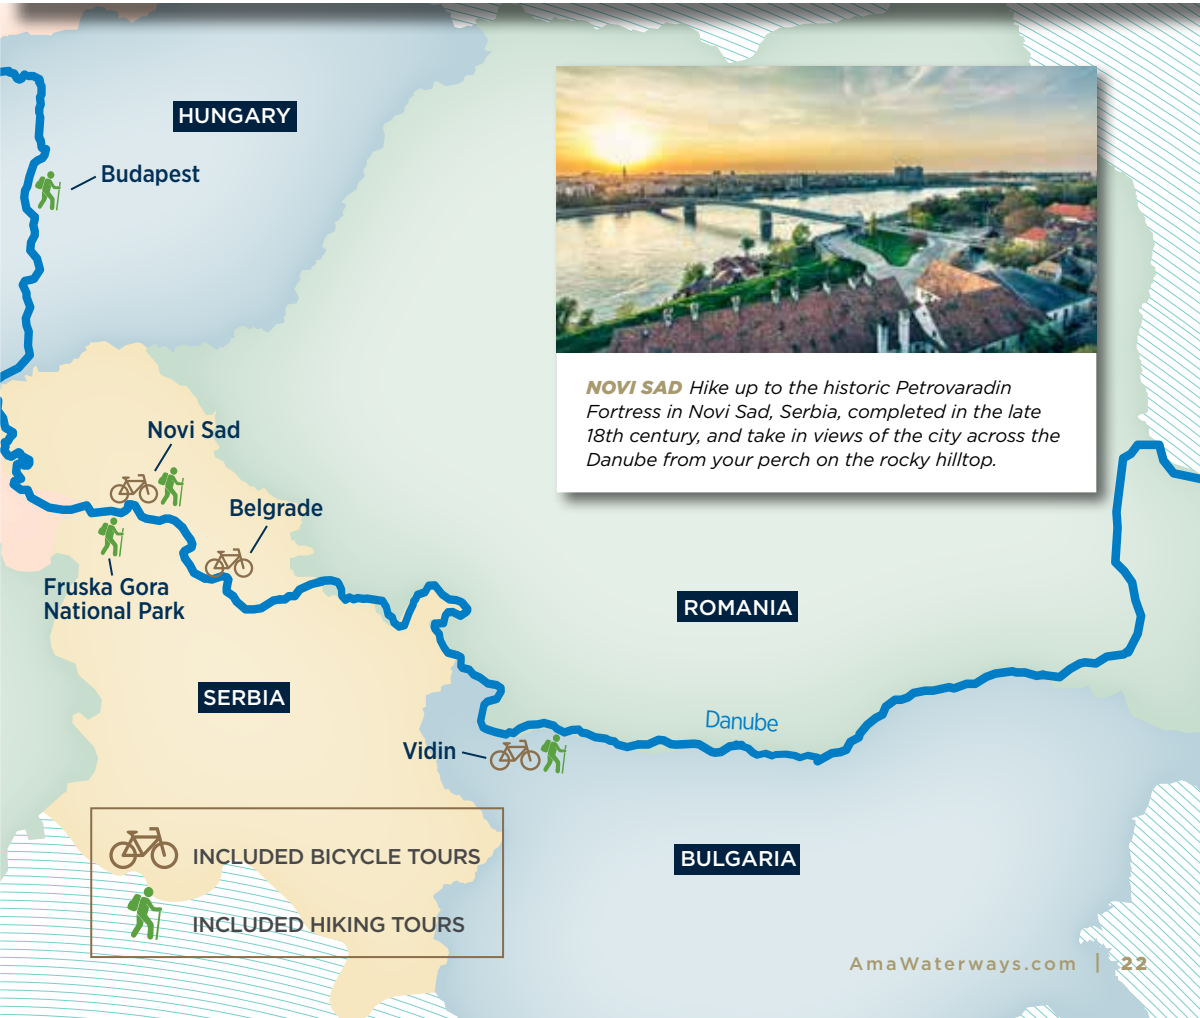 HUNGARY
Budapest
NOVI SAD Hike up to the historic Petrovaradin
Fortress in Novi Sad, Serbia, completed in the late
18th century, and take in views of the city across the
Danube from your perch on the rocky hilltop.
Novi Sad
Belgrade
Fruska Gora
National Park
ROMANIA
SERBIA
Danube
Vidin
BULGARIA
INCLUDED BICYCLE TOURS
INCLUDED HIKING TOURS
AmaWaterways.com | 22